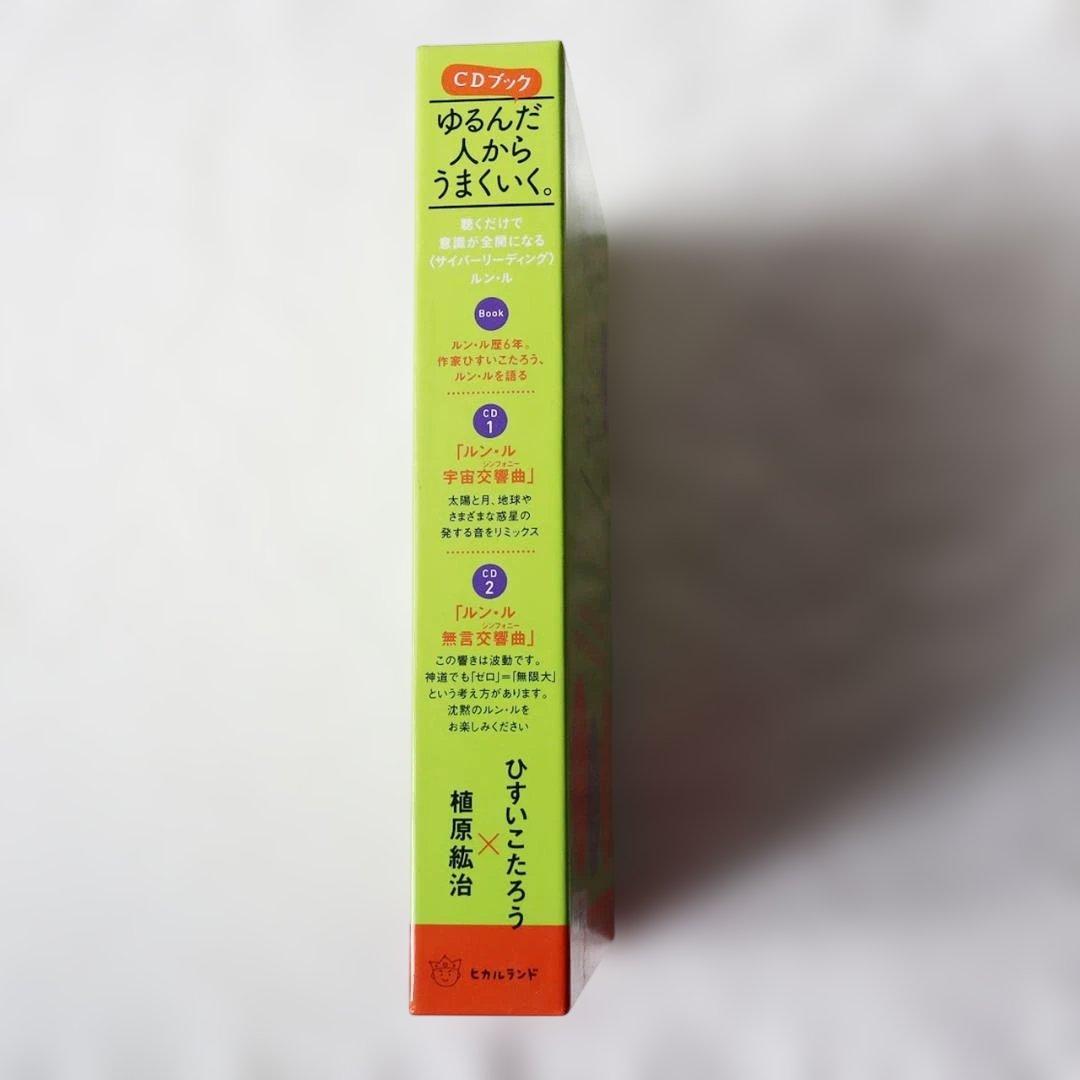 CDブック
ゆるんだ
人から
うまくいく。
聴くだけで
意識が全開になる
〈サイバーリーディング〉
ルン・ル
Book
ルン・ル歴6年。
作家ひすいこたろう、
ルン・ルを語る
CD
1
「ルン・ル
シンフォニー
宇宙交響曲」
太陽と月、地球や
さまざまな惑星の
発する音をリミックス
CD
2
「ルン・ル
シンフォニー
無言交響曲」
この響きは波動です。
神道でも「ゼロ」=「無限大」
という考え方があります。
沈黙のルン・ルを
お楽しみください
ひすいこたろう
×
植原紘治
ヒカルランド